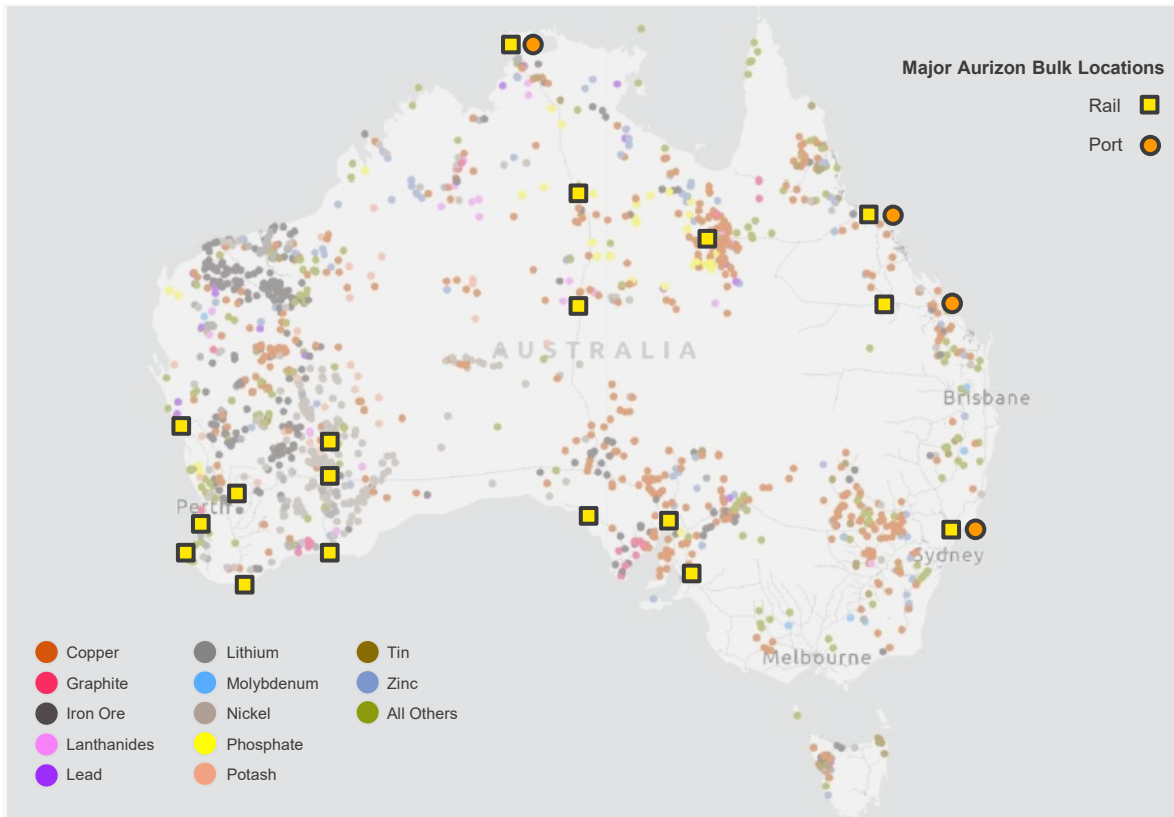 Major Aurizon Bulk Locations
Rail
Port
AUSTRALIA
Brisbane
Perth
Sydney
Melbourne
Copper
Graphite
Iron Ore
Lanthanides
Lead
Lithium
Molybdenum
Nickel
Phosphate
Potash
Tin
Zinc
All Others